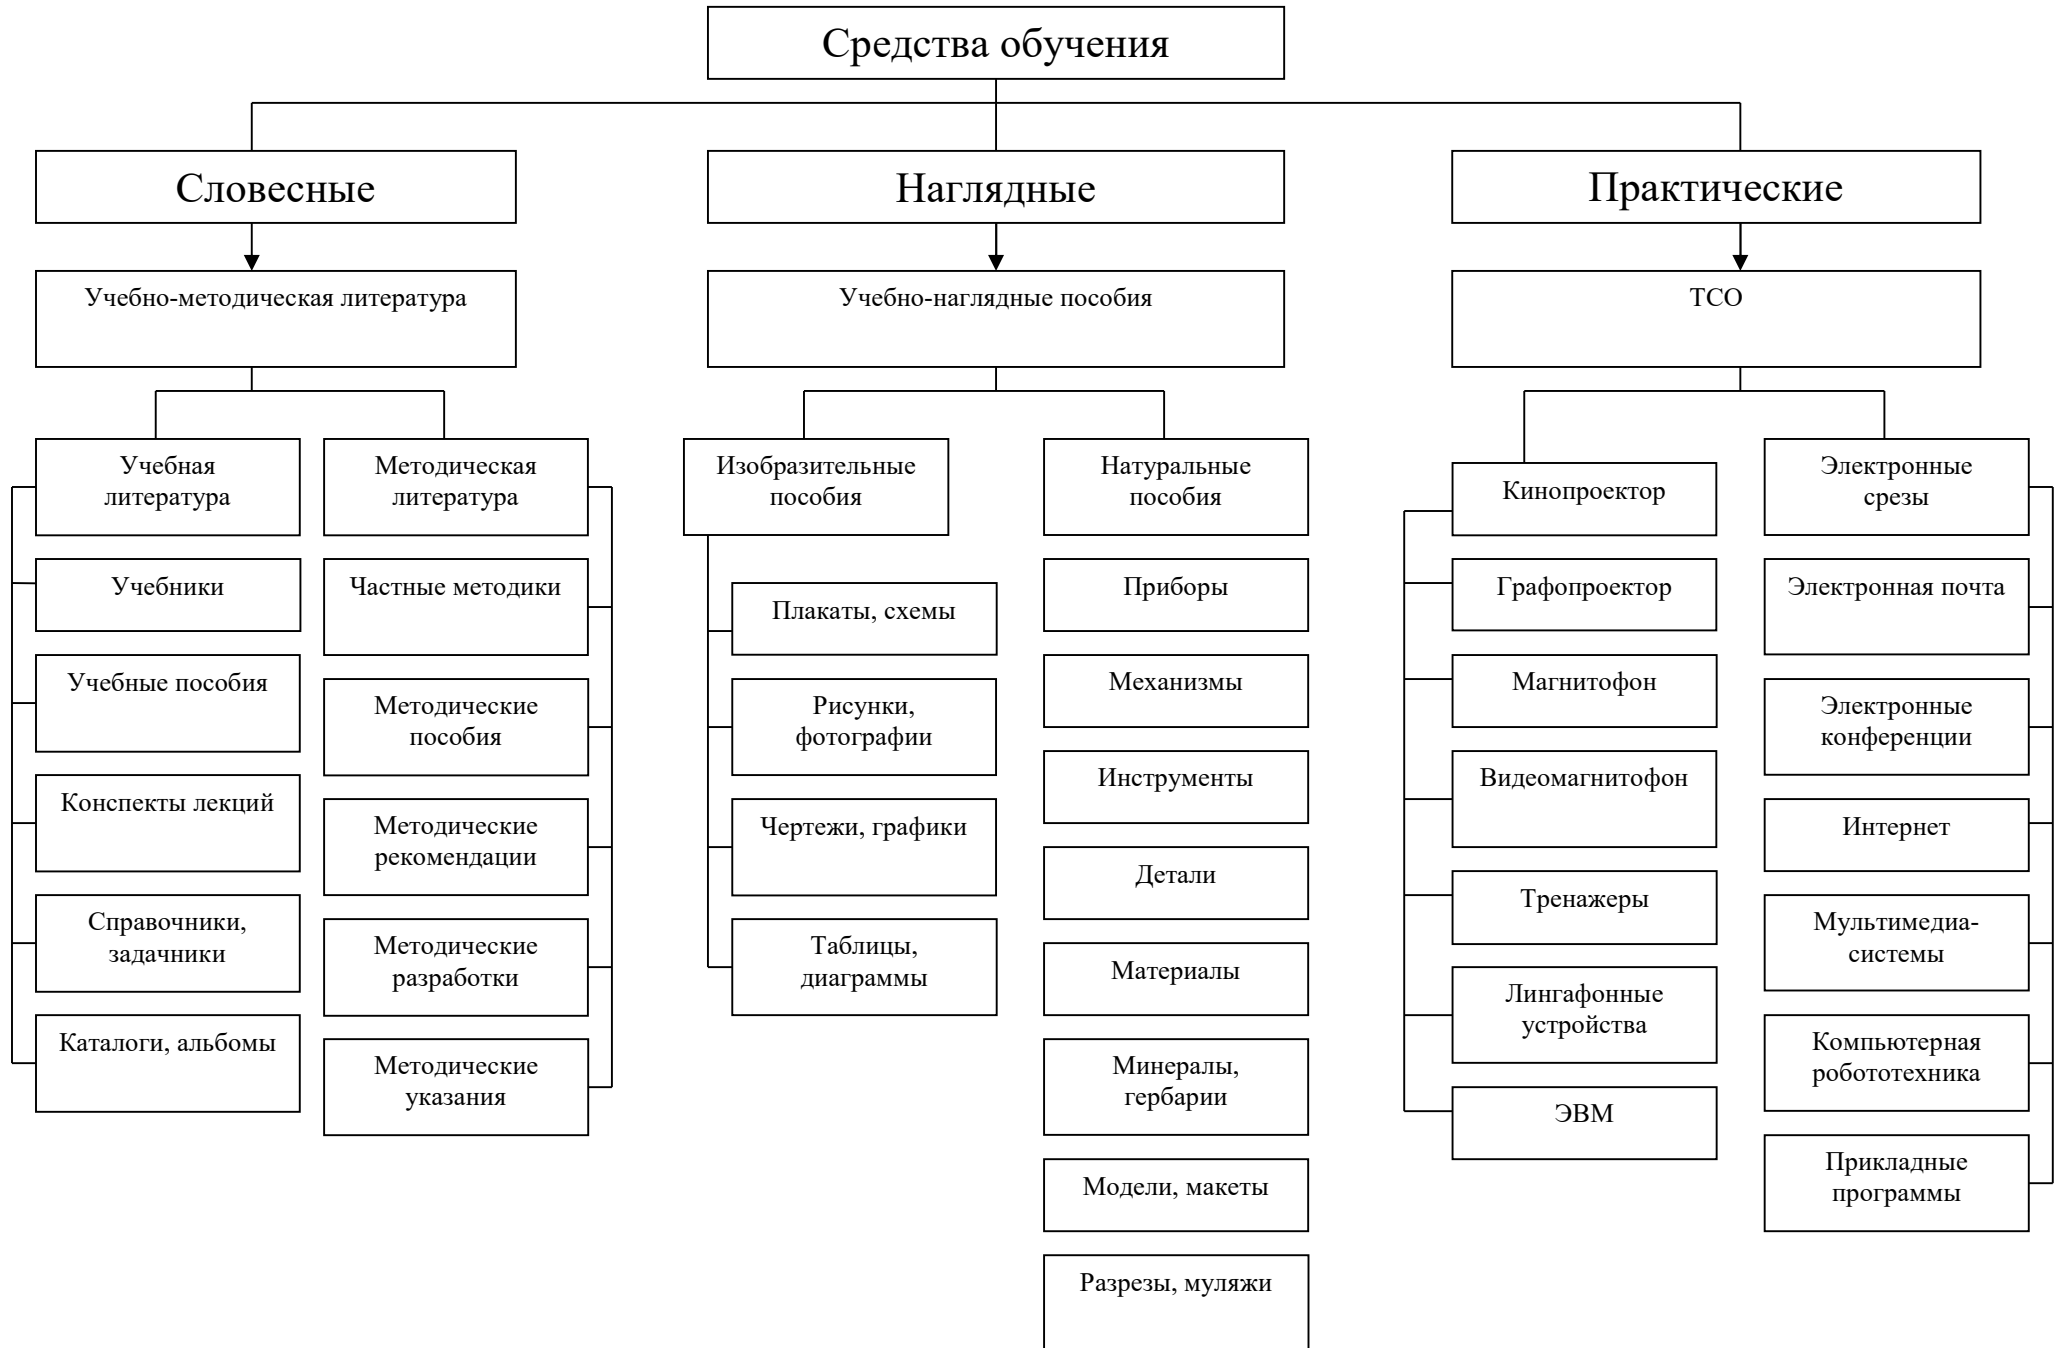 Средства обучения
Словесные
Наглядные
Практические
Учебно-методическая литература
Учебно-наглядные пособия
ТСО
Учебная
литература
Учебники
Учебные пособия
Конспекты лекций
Справочники,
задачники
Каталоги, альбомы
Методическая
литература
Частные методики
Методические
пособия
Методические
рекомендации
Методические
разработки
Методические
указания
Изобразительные
пособия
Плакаты, схемы
Рисунки,
фотографии
Чертежи, графики
Таблицы,
диаграммы
Натуральные
пособия
Приборы
Механизмы
Инструменты
Детали
Материалы
Минералы,
гербарии
Модели, макеты
Разрезы, муляжи
Кинопроектор
Графопроектор
Магнитофон
Видеомагнитофон
Тренажеры
Лингафонные
устройства
ЭВМ
Электронные
срезы
Электронная почта
Электронные
конференции
Интернет
Мультимедиа-
системы
Компьютерная
робототехника
Прикладные
программы